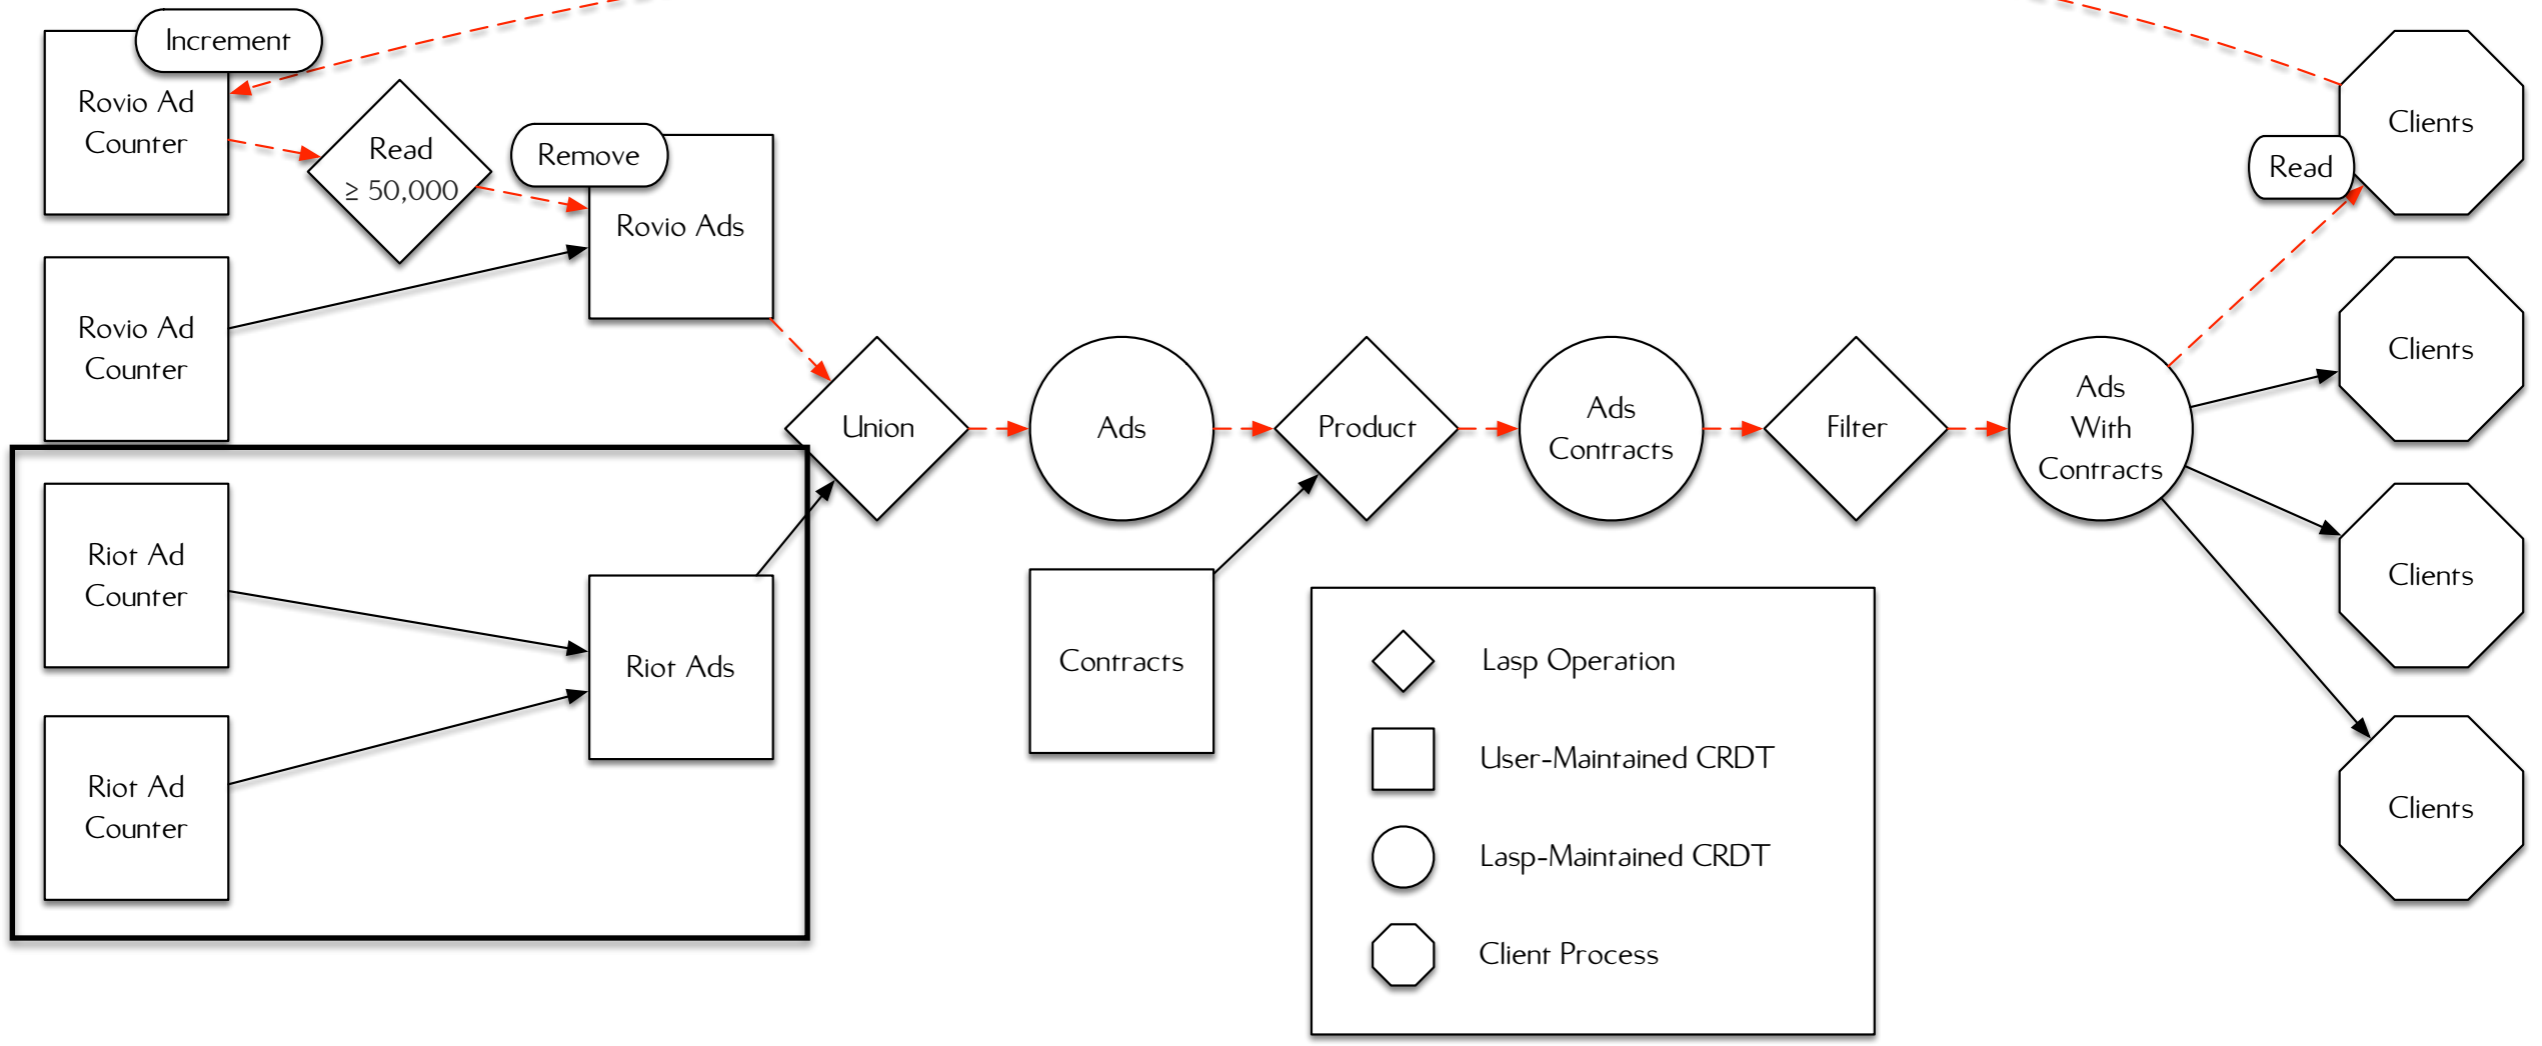 Increment
Rovio Ad
Counter
Read
≥ 50,000
Remove
Rovio Ads
Rovio Ad
Counter
Riot Ad
Counter
Riot Ad
Counter
Riot Ads
Union
Ads
Product
Contracts
Ads
Contracts
Filter
Ads
With
Contracts
Read
Clients
Clients
Clients
Clients
Lasp Operation
User-Maintained CRDT
Lasp-Maintained CRDT
Client Process